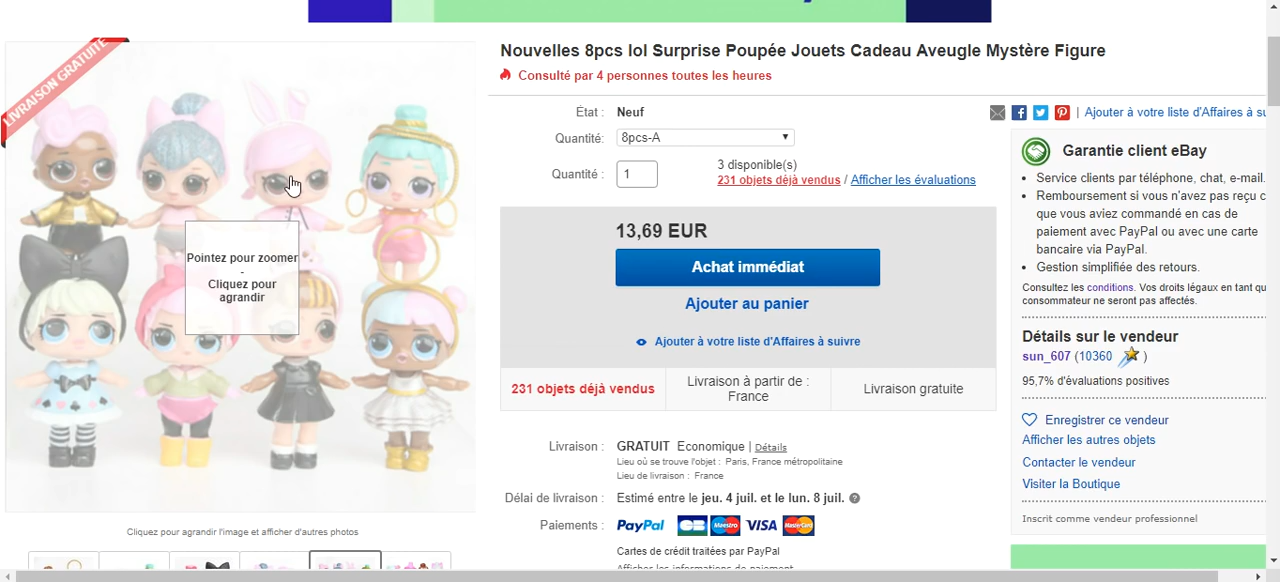 LIVRAISON GRATUITE
Pointez pour zoomer
-
Cliquez pour
agrandir
Cliquez pour agrandir l'image et afficher d'autres photos
Nouvelles 8pcs lol Surprise Poupée Jouets Cadeau Aveugle Mystère Figure
Consulté par 4 personnes toutes les heures
État : Neuf
Quantité: 8pcs-A
Quantité : 1
3 disponible(s)
231 objets déjà vendus / Afficher les évaluations
13,69 EUR
Achat immédiat
Ajouter au panier
Ajouter à votre liste d'Affaires à suivre
231 objets déjà vendus
Livraison à partir de :
France
Livraison gratuite
Livraison : GRATUIT Economique | Détails
Lieu où se trouve l'objet : Paris, France métropolitaine
Lieu de livraison : France
Délai de livraison : Estimé entre le jeu. 4 juil. et le lun. 8 juil. ?
Paiements : PayPal CB Maestro VISA MasterCard
Cartes de crédit traitées par PayPal
Afficher les informations de paiement
| Ajouter à votre liste d'Affaires à su
Garantie client eBay
• Service clients par téléphone, chat, e-mail.
• Remboursement si vous n'avez pas reçu c
que vous aviez commandé en cas de
paiement avec PayPal ou avec une carte
bancaire via PayPal.
• Gestion simplifiée des retours.
Consultez les conditions. Vos droits légaux en tant qu
consommateur ne seront pas affectés.
Détails sur le vendeur
sun_607 (10360 )
95,7% d'évaluations positives
Enregistrer ce vendeur
Afficher les autres objets
Contacter le vendeur
Visiter la Boutique
Inscrit comme vendeur professionnel